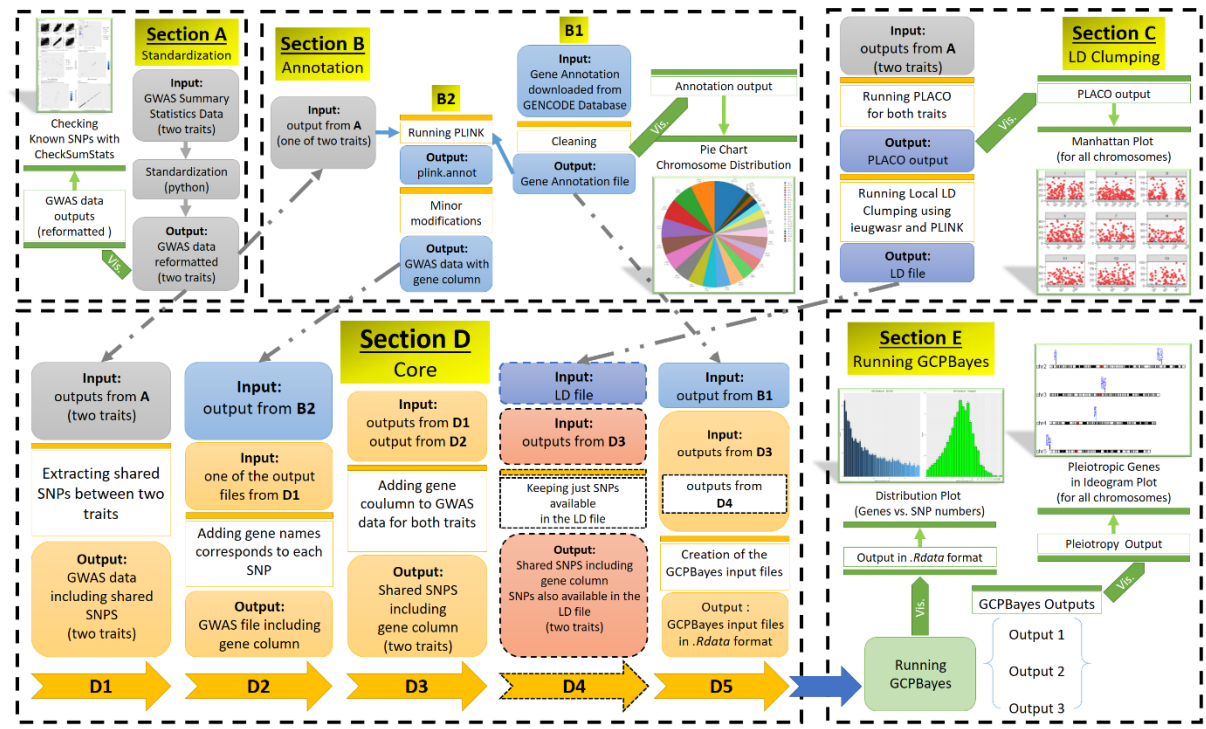 Section A
Standardization
Input:
GWAS Summary
Statistics Data
(two traits)
Standardization
(python)
Output:
GWAS data
reformatted
(two traits)
Checking
Known SNPs with
CheckSumStats
GWAS data
outputs
(reformatted )
Vis.
Section B
Annotation
Input:
output from A
(one of two traits)
B2
Running PLINK
Output:
plink.annot
Minor
modifications
Output:
GWAS data with
gene column
B1
Input:
Gene Annotation
downloaded from
GENCODE Database
Cleaning
Output:
Gene Annotation file
Vis.
Annotation output
Pie Chart
Chromosome Distribution
Section C
LD Clumping
Input:
outputs from A
(two traits)
Running PLACO
for both traits
Output:
PLACO output
Running Local LD
Clumping using
ieugwasr and PLINK
Output:
LD file
Vis.
PLACO output
Manhattan Plot
(for all chromosomes)
Section D
Core
Input:
outputs from A
(two traits)
Extracting shared
SNPs between two
traits
Output:
GWAS data
including shared
SNPS
(two traits)
D1
Input:
output from B2
Input:
one of the output
files from D1
Adding gene names
corresponds to each
SNP
Output:
GWAS file including
gene column
D2
Input:
outputs from D1
output from D2
Adding gene
coulumn to GWAS
data for both traits
Output:
Shared SNPS
including
gene column
(two traits)
D3
Input:
LD file
Input:
outputs from D3
Keeping just SNPs
available
in the LD file
Output:
Shared SNPS including
gene column
SNPs also available in the
LD file
(two traits)
D4
Input:
output from B1
Input:
outputs from D3
outputs from
D4
Creation of the
GCPBayes input files
Output :
GCPBayes input files
in .Rdata format
D5
Section E
Running GCPBayes
Distribution Plot
(Genes vs. SNP numbers)
Output in .Rdata format
Vis.
Running
GCPBayes
chr2
chr3
chr4
chr5
Pleiotropic Genes
in Ideogram Plot
(for all chromosomes)
Pleiotropy Output
Vis.
GCPBayes Outputs
Output 1
Output 2
Output 3